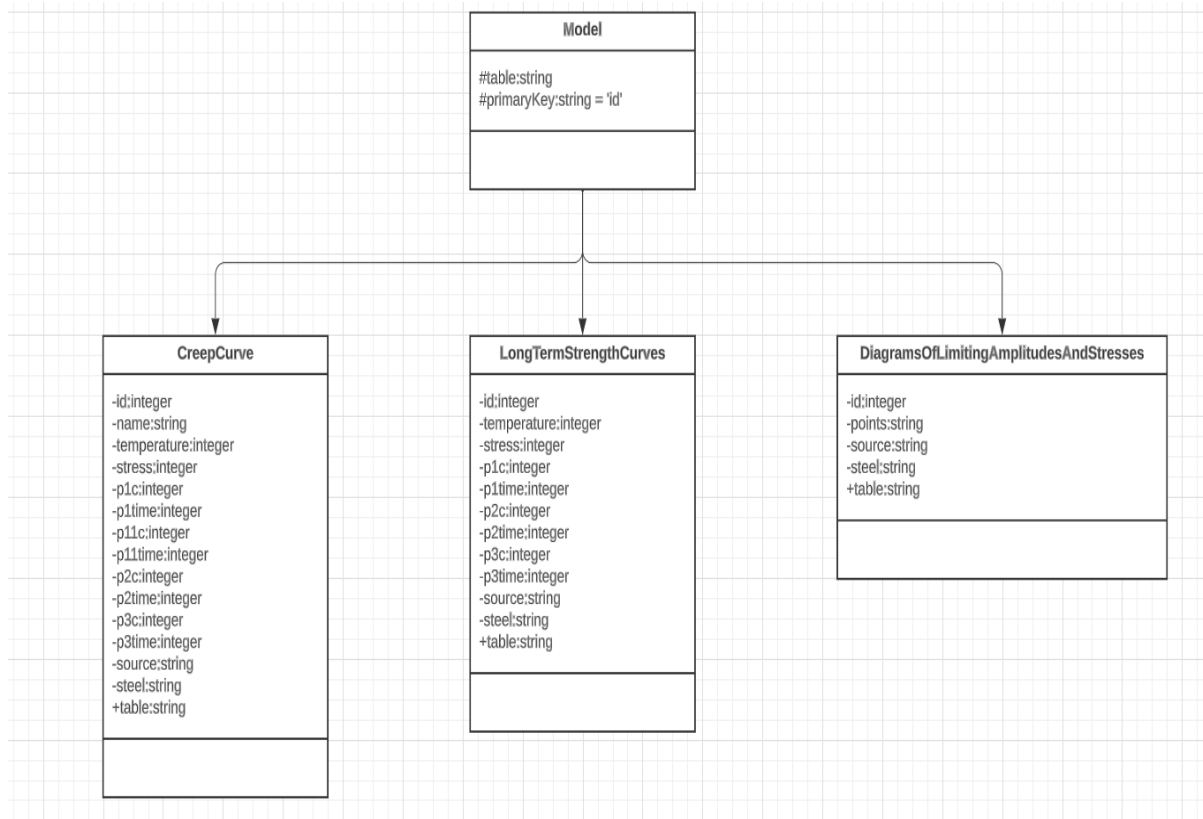 Model
#table:string
#primaryKey:string = 'id'
CreepCurve
-id:integer
-name:string
-temperature:integer
-stress:integer
-p1c:integer
-p1time:integer
-p11c:integer
-p11time:integer
-p2c:integer
-p2time:integer
-p3c:integer
-p3time:integer
-source:string
-steel:string
+table:string
LongTermStrengthCurves
-id:integer
-temperature:integer
-stress:integer
-p1c:integer
-p1time:integer
-p2c:integer
-p2time:integer
-p3c:integer
-p3time:integer
-source:string
-steel:string
+table:string
DiagramsOfLimitingAmplitudesAndStresses
-id:integer
-points:string
-source:string
-steel:string
+table:string